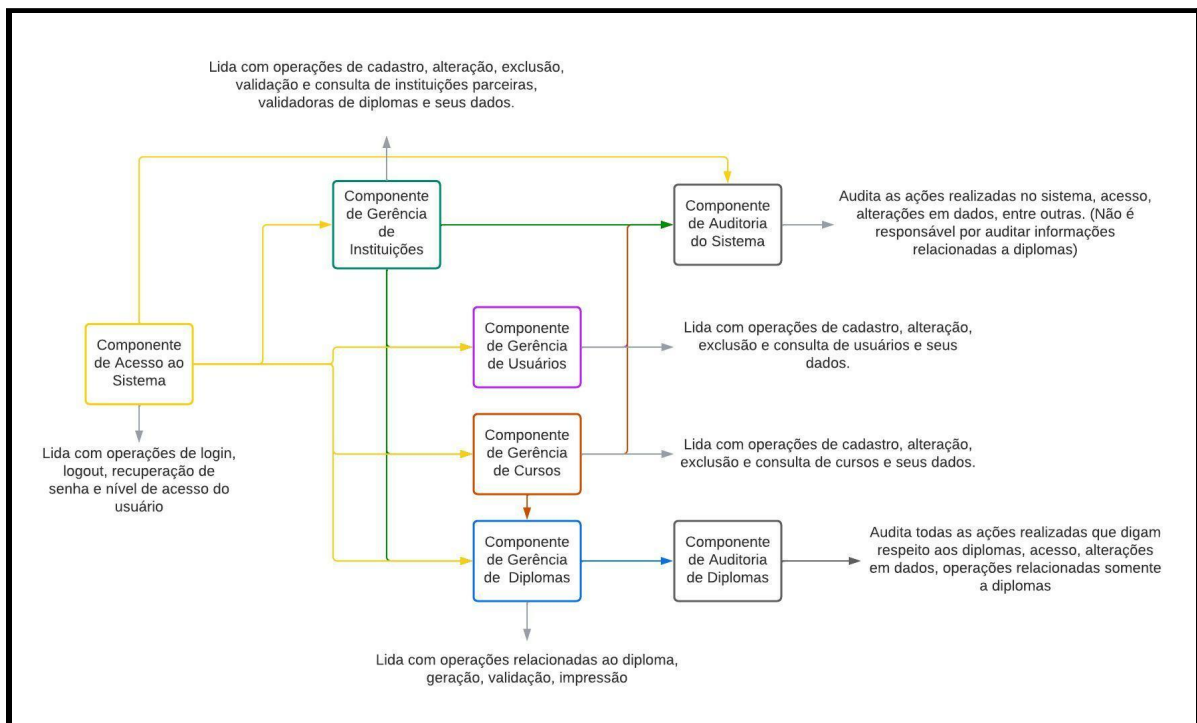 Lida com operações de cadastro, alteração, exclusão,
validação e consulta de instituições parceiras,
validadoras de diplomas e seus dados.
Componente
de Gerência
de
Instituições
Componente
de Auditoria
do Sistema
Audita as ações realizadas no sistema, acesso,
alterações em dados, entre outras. (Não é
responsável por auditar informações
relacionadas a diplomas)
Componente
de Acesso ao
Sistema
Componente
de Gerência
de Usuários
Lida com operações de cadastro, alteração,
exclusão e consulta de usuários e seus
dados.
Lida com operações de login,
logout, recuperação de
senha e nível de acesso do
usuário
Componente
de Gerência
de Cursos
Lida com operações de cadastro, alteração,
exclusão e consulta de cursos e seus dados.
Componente
de Gerência
de Diplomas
Componente
de Auditoria
de Diplomas
Audita todas as ações realizadas que digam
respeito aos diplomas, acesso, alterações
em dados, operações relacionadas somente
a diplomas
Lida com operações relacionadas ao diploma,
geração, validação, impressão